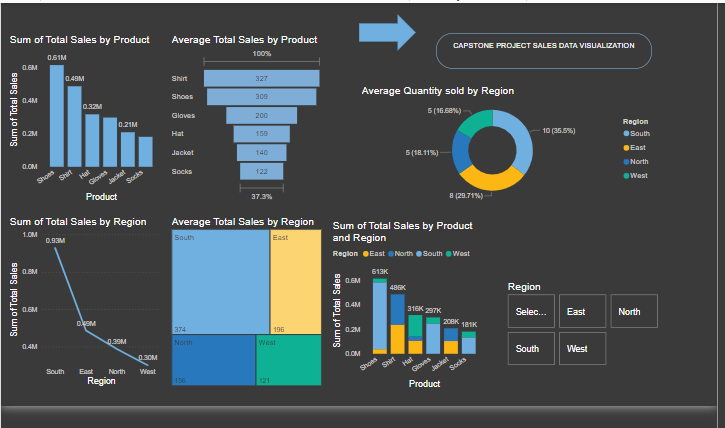 CAPSTONE PROJECT SALES DATA VISUALIZATION
Sum of Total Sales by Product
0.61M
0.49M
0.32M
0.21M
0.6M
0.4M
0.2M
0.0M
Sum of Total Sales
Shoes
Shirt
Hat
Gloves
Jacket
Socks
Product
Average Total Sales by Product
100%
Shirt 327
Shoes 309
Gloves 200
Hat 159
Jacket 140
Socks 122
37.3%
Average Quantity sold by Region
5 (16.68%)
10 (35.5%)
5 (18.11%)
8 (29.71%)
Region
South
East
North
West
Sum of Total Sales by Region
1.0M
0.8M
0.6M
0.4M
Sum of Total Sales
0.93M
0.49M
0.39M
0.30M
South East North West
Region
Average Total Sales by Region
South
374
East
196
North
156
West
121
Sum of Total Sales by Product
and Region
Region East North South West
613K
486K
316K
297K
208K
181K
0.6M
0.4M
0.2M
0.0M
Sum of Total Sales
Shoes
Shirt
Hat
Gloves
Jacket
Socks
Product
Region
Selec... East North
South West